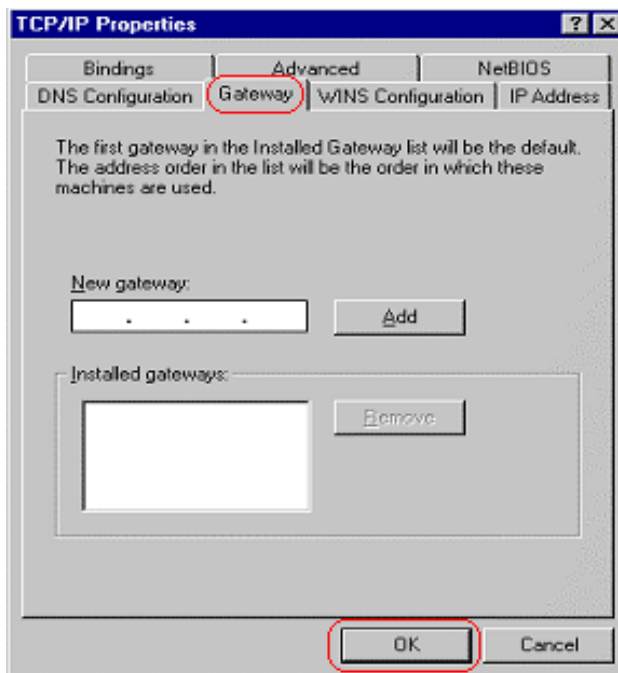 TCP/IP Properties
Bindings Advanced NetBIOS
DNS Configuration Gateway WINS Configuration IP Address
The first gateway in the Installed Gateway list will be the default.
The address order in the list will be the order in which these
machines are used.
New gateway:
. . . Add
Installed gateways:
Remove
OK Cancel